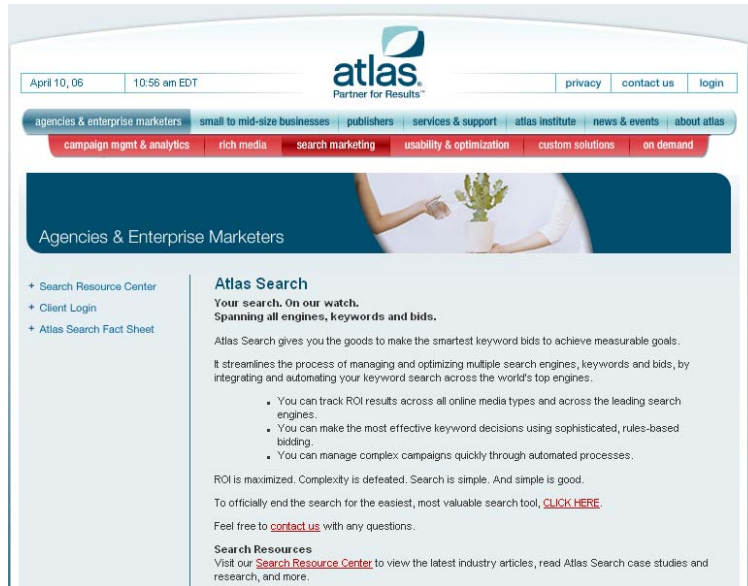 atlas
Partner for Results™
April 10, 06 10:56 am EDT privacy contact us login
agencies & enterprise marketers small to mid-size businesses publishers services & support atlas institute news & events about atlas
campaign mgmt & analytics rich media search marketing usability & optimization custom solutions on demand
Agencies & Enterprise Marketers
+ Search Resource Center
+ Client Login
+ Atlas Search Fact Sheet
Atlas Search
Your search. On our watch.
Spanning all engines, keywords and bids.
Atlas Search gives you the goods to make the smartest keyword bids to achieve measurable goals.
It streamlines the process of managing and optimizing multiple search engines, keywords and bids, by
integrating and automating your keyword search across the world's top engines.
▪ You can track ROI results across all online media types and across the leading search
engines.
▪ You can make the most effective keyword decisions using sophisticated, rules-based
bidding.
▪ You can manage complex campaigns quickly through automated processes.
ROI is maximized. Complexity is defeated. Search is simple. And simple is good.
To officially end the search for the easiest, most valuable search tool, CLICK HERE.
Feel free to contact us with any questions.
Search Resources
Visit our Search Resource Center to view the latest industry articles, read Atlas Search case studies and
research, and more.